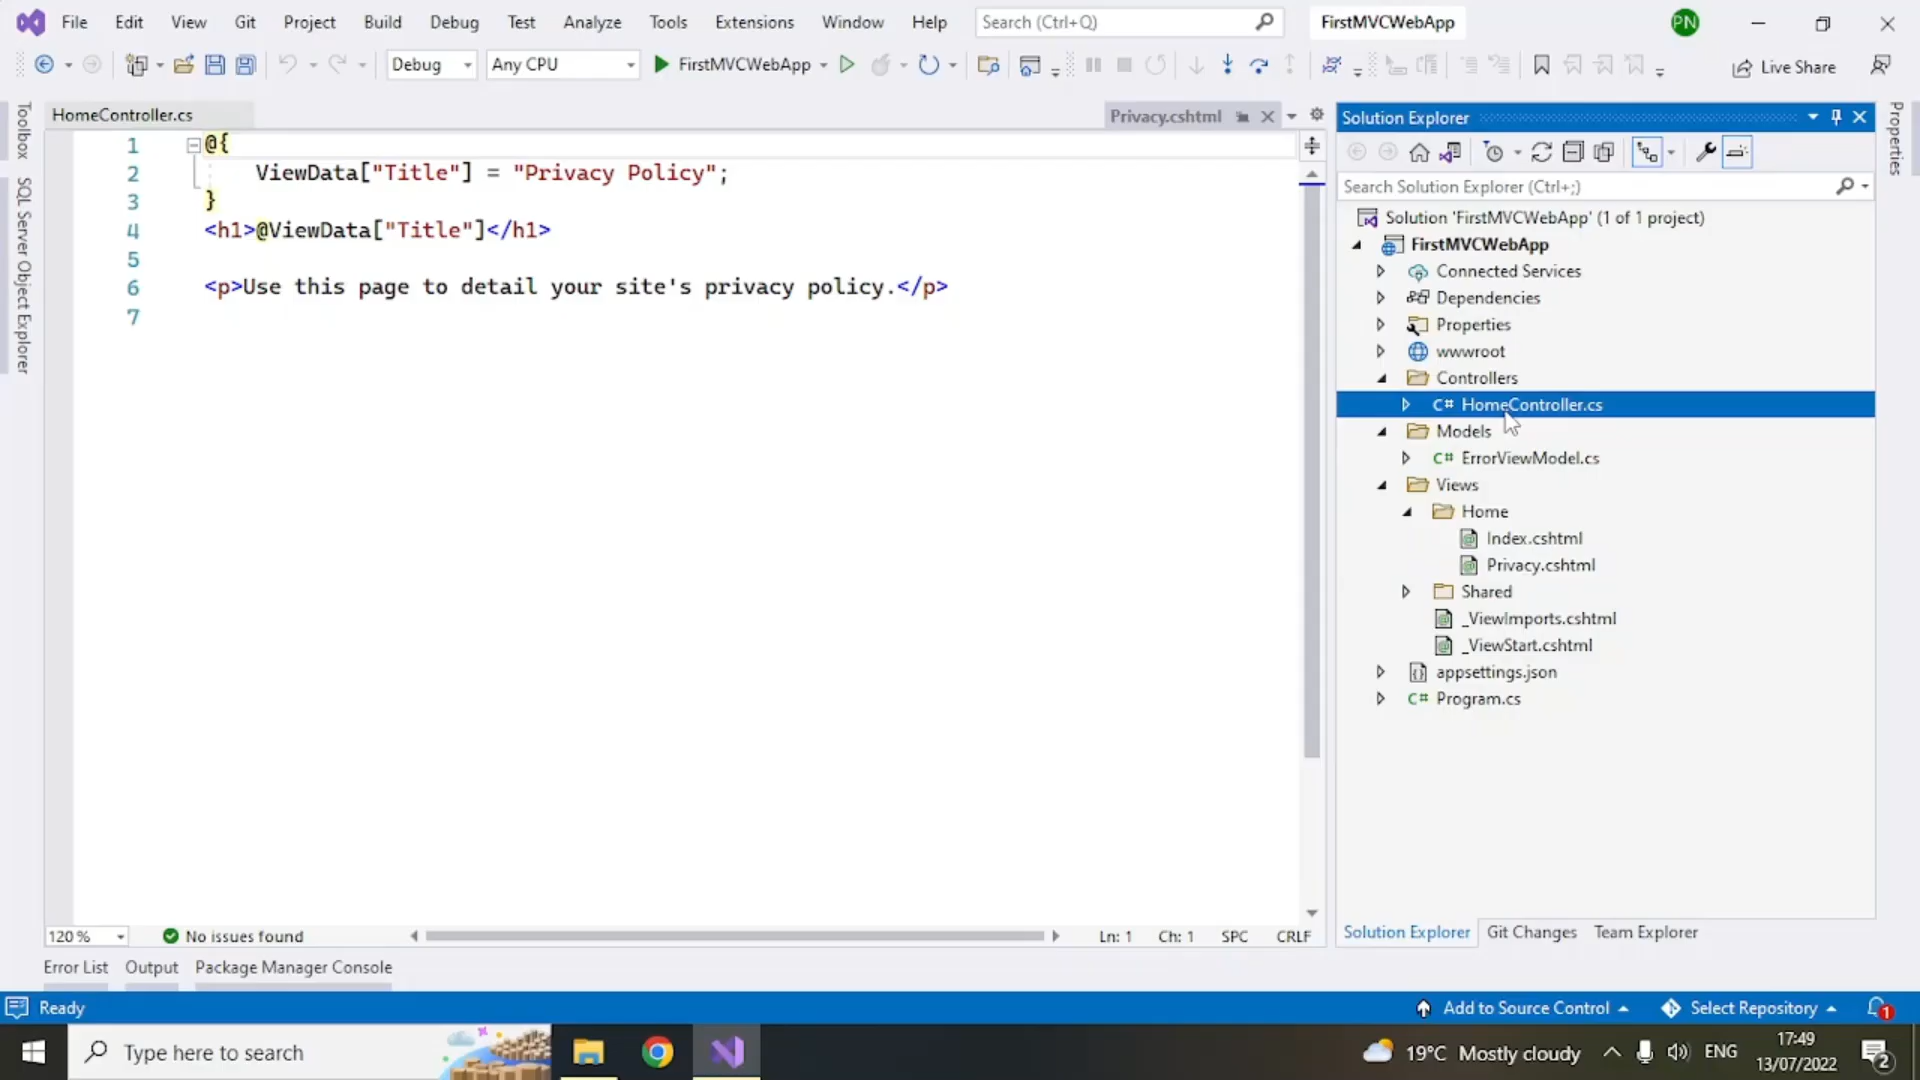 File Edit View Git Project Build Debug Test Analyze Tools Extensions Window Help Search (Ctrl+Q) FirstMVCWebApp PN
Debug Any CPU FirstMVCWebApp Live Share
Toolbox
SQL Server Object Explorer
HomeController.cs Privacy.cshtml
1 @{
2 ViewData["Title"] = "Privacy Policy";
3 }
4 <h1>@ViewData["Title"]</h1>
5
6 <p>Use this page to detail your site's privacy policy.</p>
7
120 % No issues found Ln: 1 Ch: 1 SPC CRLF
Solution Explorer
Search Solution Explorer (Ctrl+;)
Solution 'FirstMVCWebApp' (1 of 1 project)
FirstMVCWebApp
Connected Services
Dependencies
Properties
wwwroot
Controllers
C# HomeController.cs
Models
C# ErrorViewModel.cs
Views
Home
Index.cshtml
Privacy.cshtml
Shared
_ViewImports.cshtml
_ViewStart.cshtml
appsettings.json
C# Program.cs
Solution Explorer Git Changes Team Explorer
Properties
Error List Output Package Manager Console
Ready Add to Source Control Select Repository 1
Type here to search 19°C Mostly cloudy ENG 17:49
13/07/2022 2